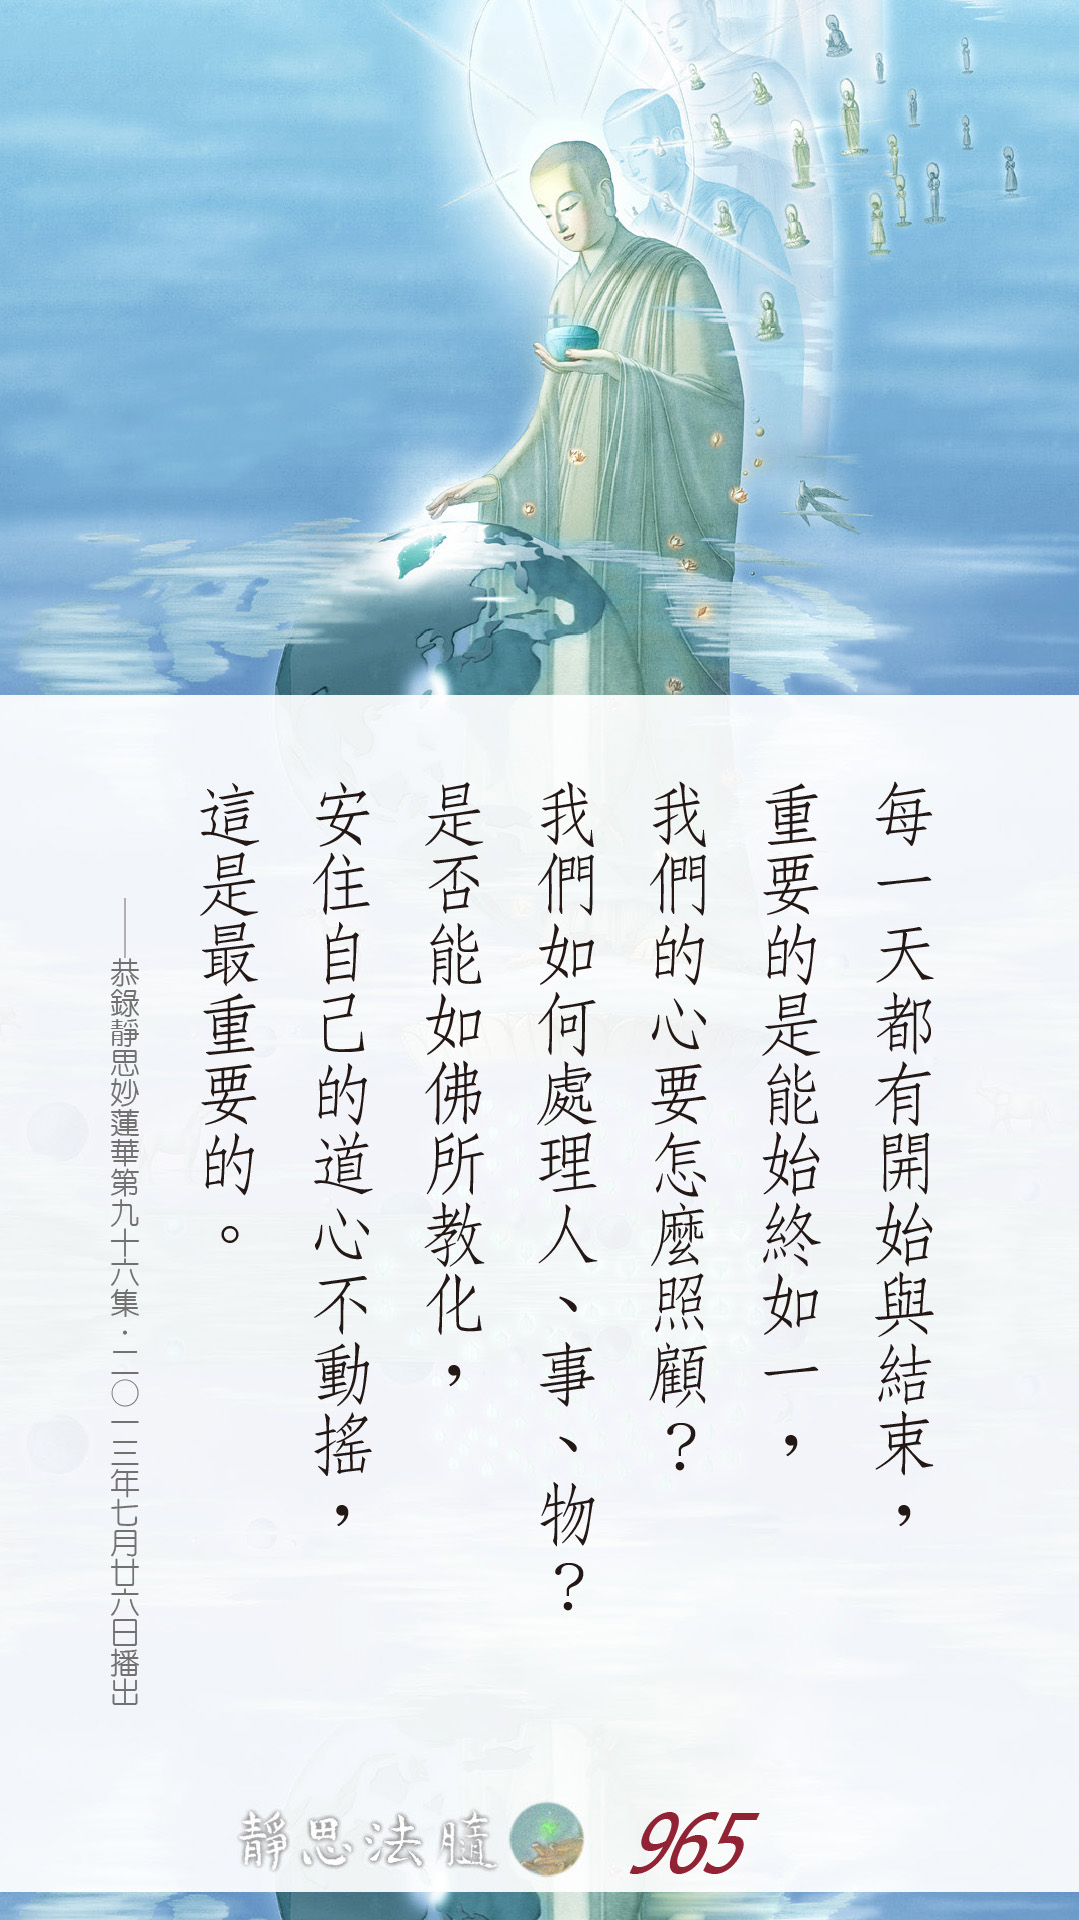 每一天都有開始與結束，
重要的是能始終如一，
我們的心要怎麼照顧？
我們如何處理人、事、物？
是否能如佛所教化，
安住自己的道心不動搖，
這是最重要的。
——恭錄靜思妙蓮華第九十六集．二〇一三年七月廿六日播出
靜思法髓 965